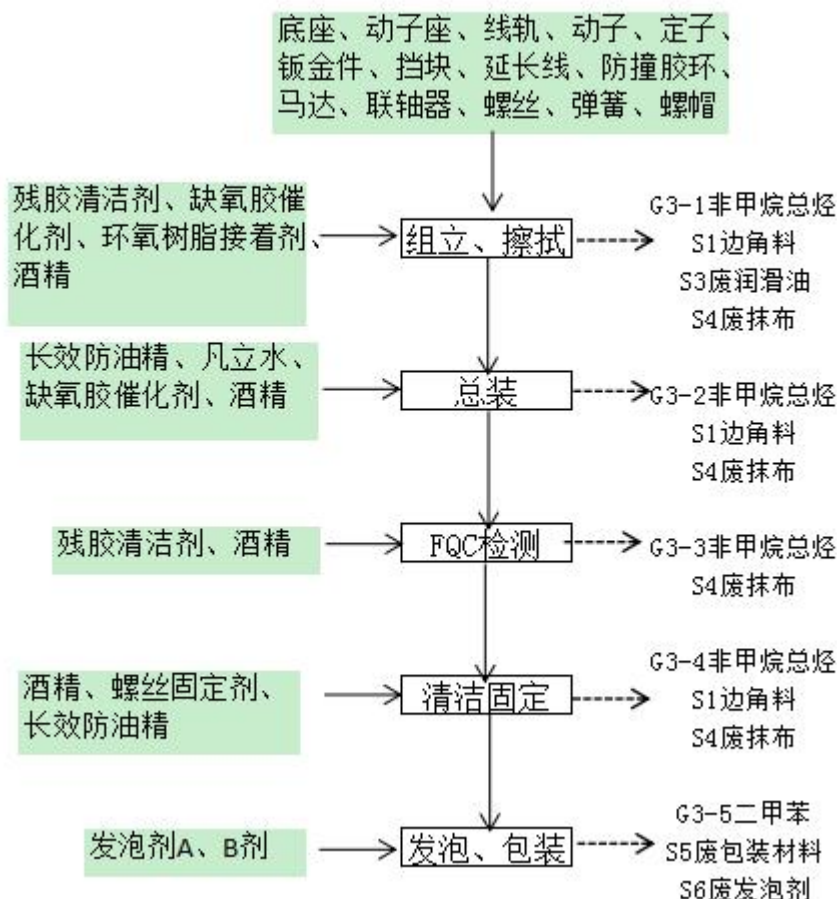 底座、动子座、线轨、动子、定子、
钣金件、挡块、延长线、防撞胶环、
马达、联轴器、螺丝、弹簧、螺帽
残胶清洁剂、缺氧胶催
化剂、环氧树脂接着剂、
酒精
组立、擦拭
G3-1非甲烷总烃
S1边角料
S3废润滑油
S4废抹布
长效防油精、凡立水、
缺氧胶催化剂、酒精
总装
G3-2非甲烷总烃
S1边角料
S4废抹布
残胶清洁剂、酒精
FQC检测
G3-3非甲烷总烃
S4废抹布
酒精、螺丝固定剂、
长效防油精
清洁固定
G3-4非甲烷总烃
S1边角料
S4废抹布
发泡剂A、B剂
发泡、包装
G3-5二甲苯
S5废包装材料
S6废发泡剂